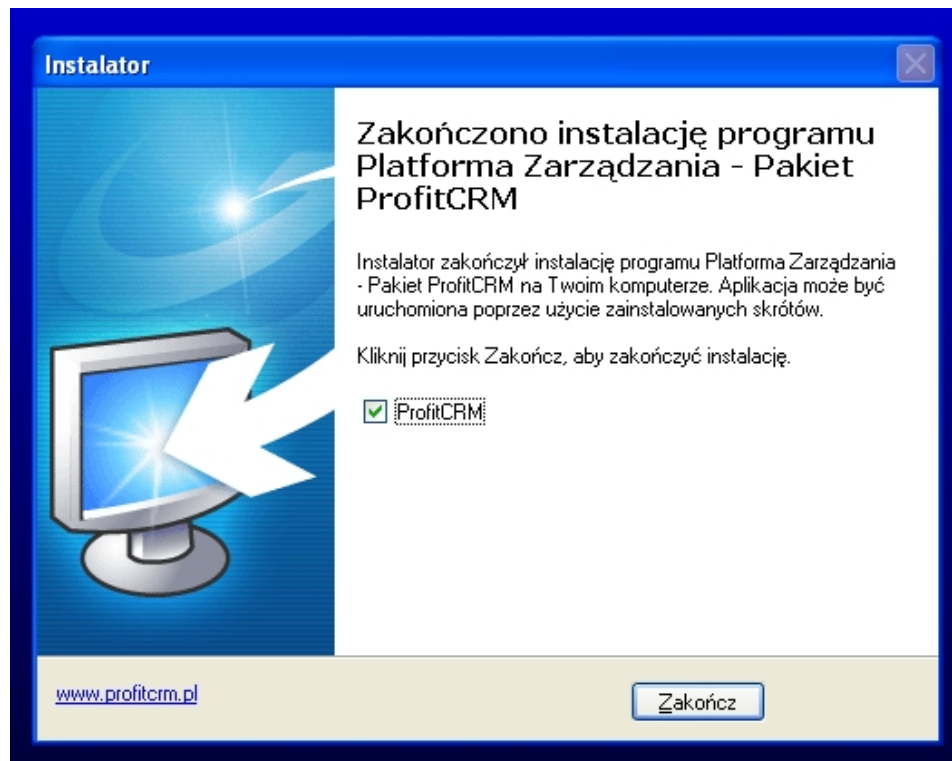 Instalator
Zakończono instalację programu
Platforma Zarządzania - Pakiet
ProfitCRM
Instalator zakończył instalację programu Platforma Zarządzania
- Pakiet ProfitCRM na Twoim komputerze. Aplikacja może być
uruchomiona poprzez użycie zainstalowanych skrótów.
Kliknij przycisk Zakończ, aby zakończyć instalację.
ProfitCRM
www.profitcrm.pl
Zakończ